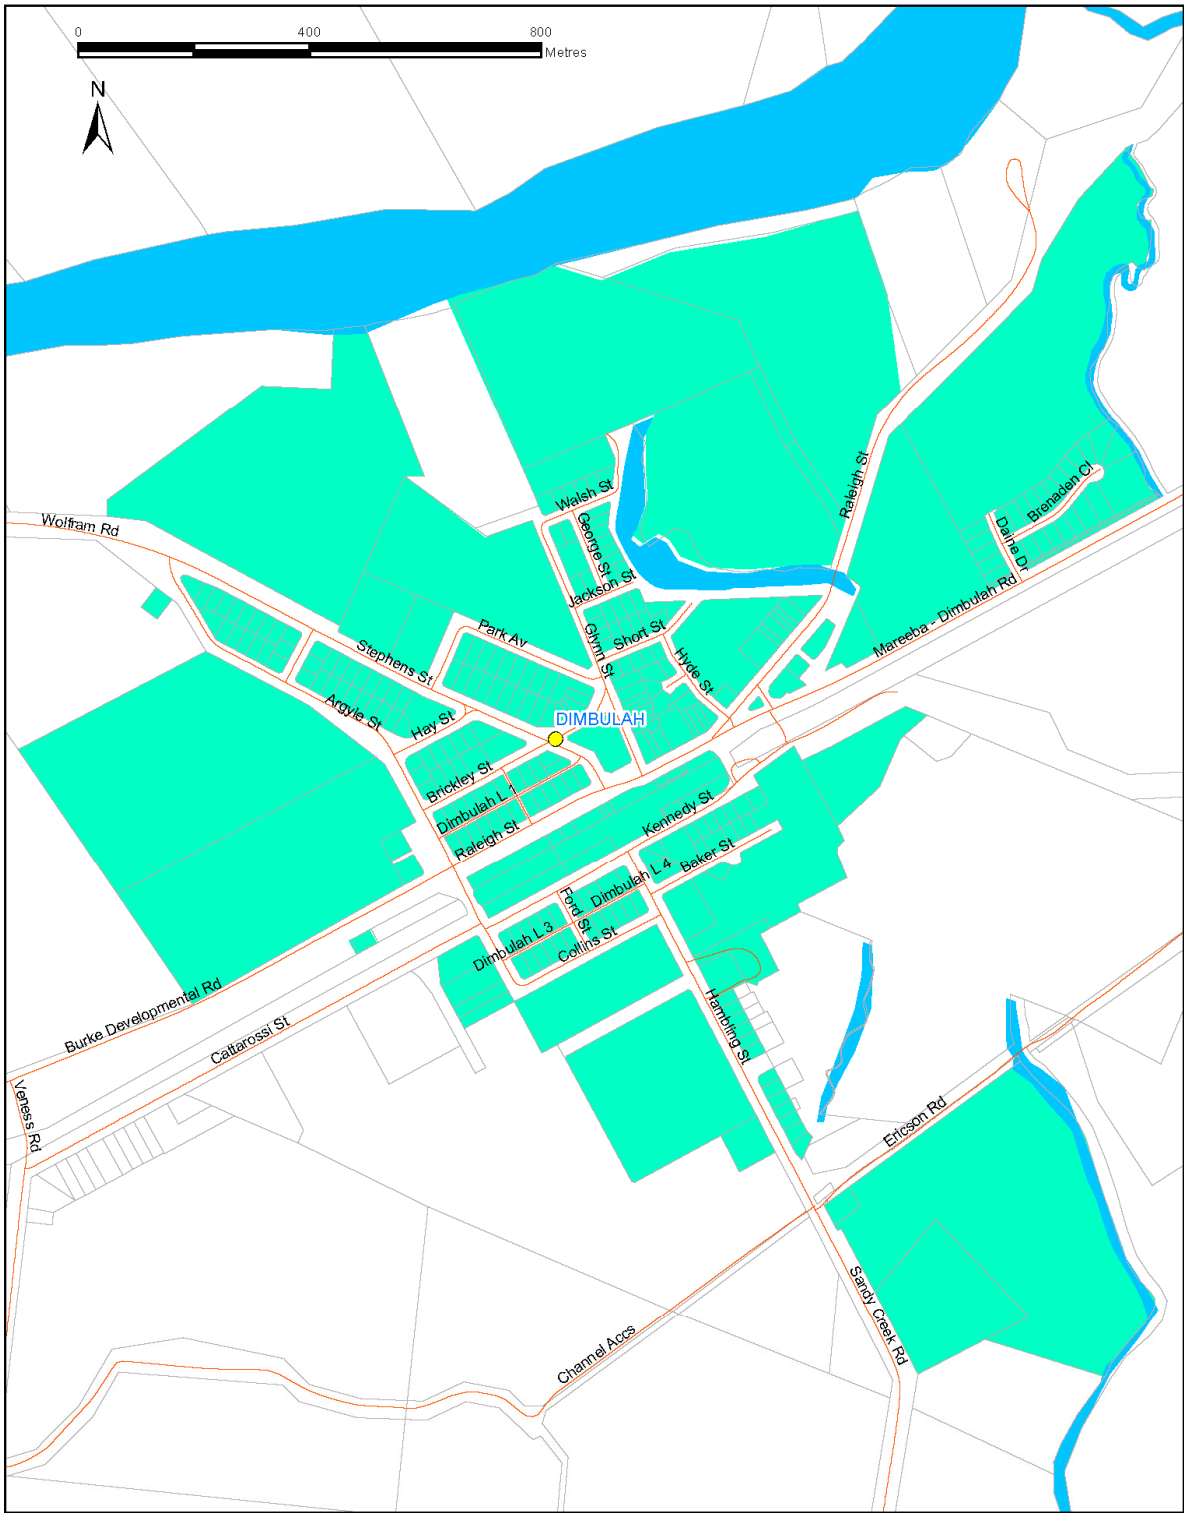 0 400 800
Metres
N
Walsh St
George St
Raleigh St
Brenaden Cl
Daine Dr
Wolfram Rd
Jackson St
Mareeba - Dimbulah Rd
Glynn St
Short St
Park Av
Stephens St
Hyde St
Argyle St
Hay St
DIMBULAH
Brickley St
Dimbulah L 1
Raleigh St
Kennedy St
Baker St
Dimbulah L 4
Ford St
Dimbulah L 3
Collins St
Burke Developmental Rd
Cattarossi St
Hambling St
Veness Rd
Ericson Rd
Sandy Creek Rd
Channel Accs